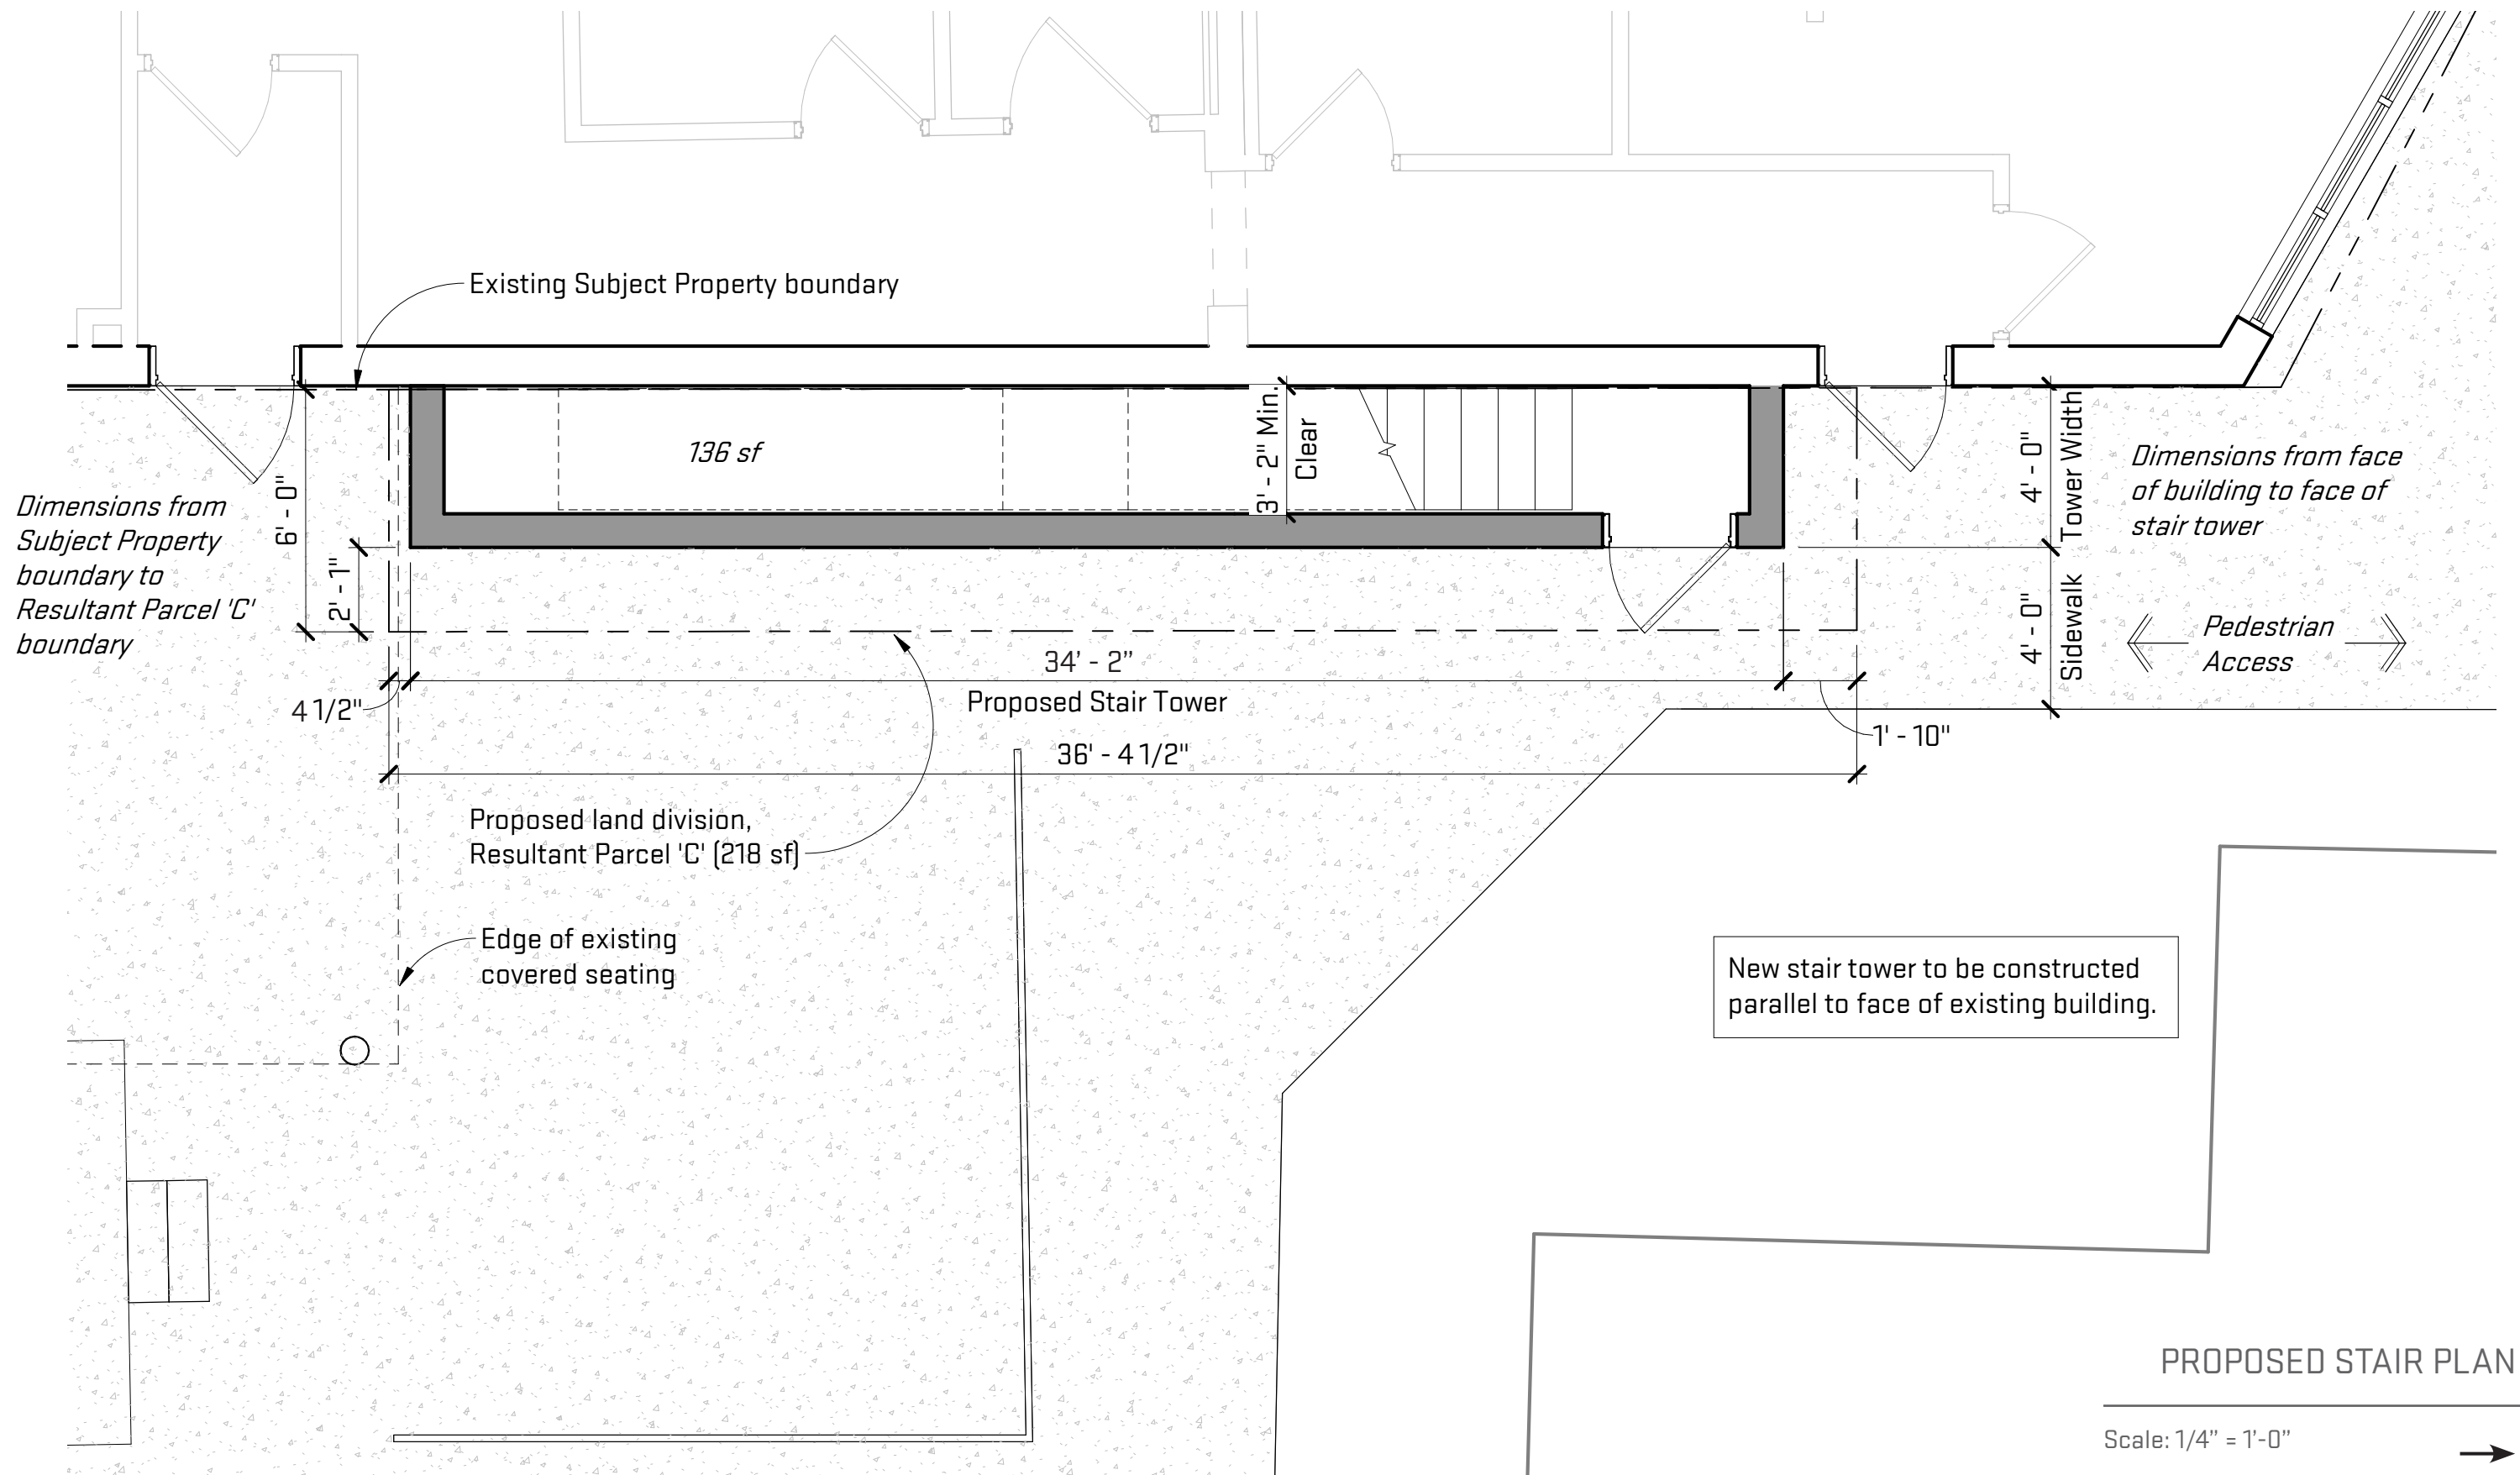 Existing Subject Property boundary
136 sf
3' - 2" Min.
Clear
4' - 0"
Tower Width
Dimensions from face
of building to face of
stair tower
Dimensions from
Subject Property
boundary to
Resultant Parcel 'C'
boundary
6' - 0"
2' - 1"
4' - 0"
Sidewalk
Pedestrian
Access
34’ - 2”
Proposed Stair Tower
4 1/2"
36' - 4 1/2"
1' - 10"
Proposed land division,
Resultant Parcel 'C' (218 sf)
Edge of existing
covered seating
New stair tower to be constructed
parallel to face of existing building.
PROPOSED STAIR PLAN
Scale: 1/4” = 1’-0”